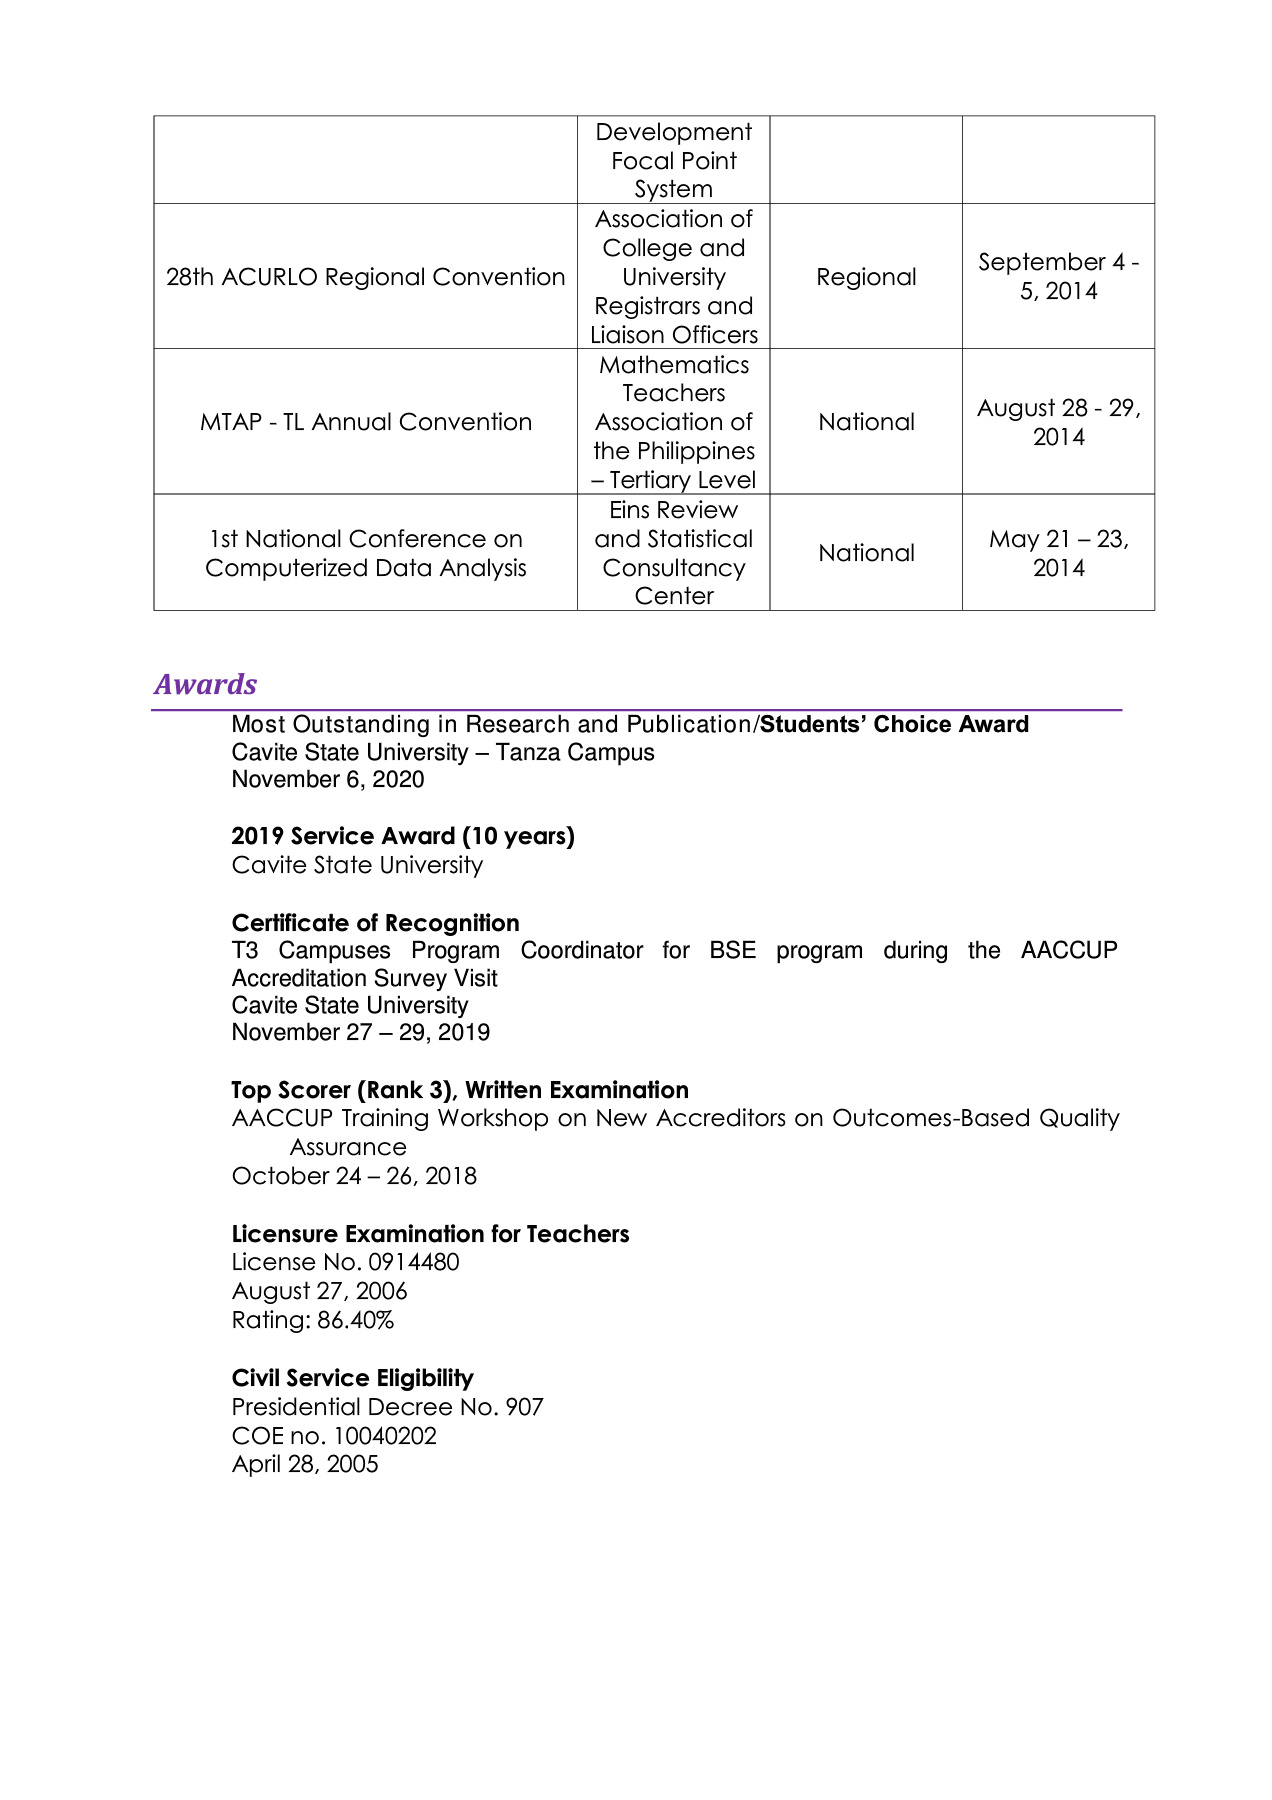 Development
Focal Point
System
28th ACURLO Regional Convention
Association of
College and
University
Registrars and
Liaison Officers
Regional
September 4 -
5, 2014
MTAP - TL Annual Convention
Mathematics
Teachers
Association of
the Philippines
– Tertiary Level
National
August 28 - 29,
2014
1st National Conference on
Computerized Data Analysis
Eins Review
and Statistical
Consultancy
Center
National
May 21 – 23,
2014
Awards
Most Outstanding in Research and Publication/Students’ Choice Award
Cavite State University – Tanza Campus
November 6, 2020
2019 Service Award (10 years)
Cavite State University
Certificate of Recognition
T3 Campuses Program Coordinator for BSE program during the AACCUP
Accreditation Survey Visit
Cavite State University
November 27 – 29, 2019
Top Scorer (Rank 3), Written Examination
AACCUP Training Workshop on New Accreditors on Outcomes-Based Quality
Assurance
October 24 – 26, 2018
Licensure Examination for Teachers
License No. 0914480
August 27, 2006
Rating: 86.40%
Civil Service Eligibility
Presidential Decree No. 907
COE no. 10040202
April 28, 2005